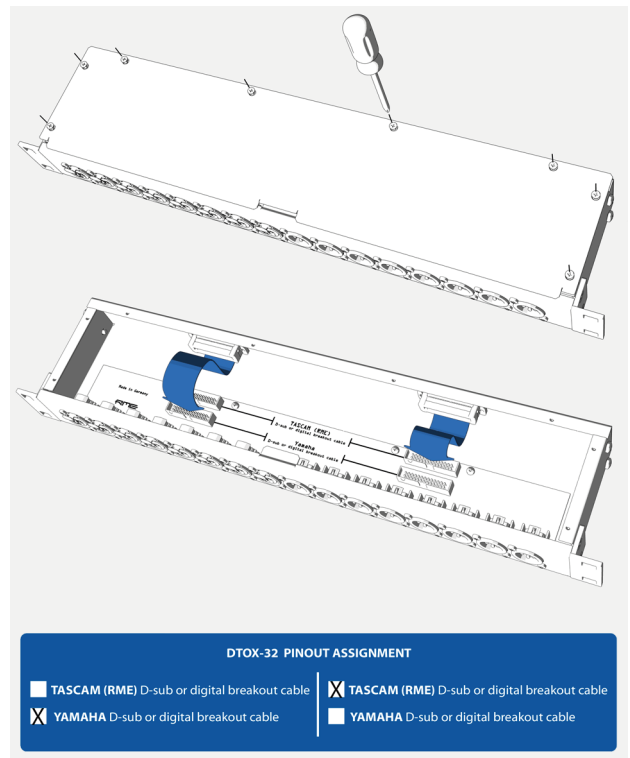 Made in Germany
RME
TASCAM (RME)
D-sub or digital breakout cable
Yamaha
D-sub or digital breakout cable
DTOX-32 PINOUT ASSIGNMENT
TASCAM (RME) D-sub or digital breakout cable
X YAMAHA D-sub or digital breakout cable
X TASCAM (RME) D-sub or digital breakout cable
YAMAHA D-sub or digital breakout cable